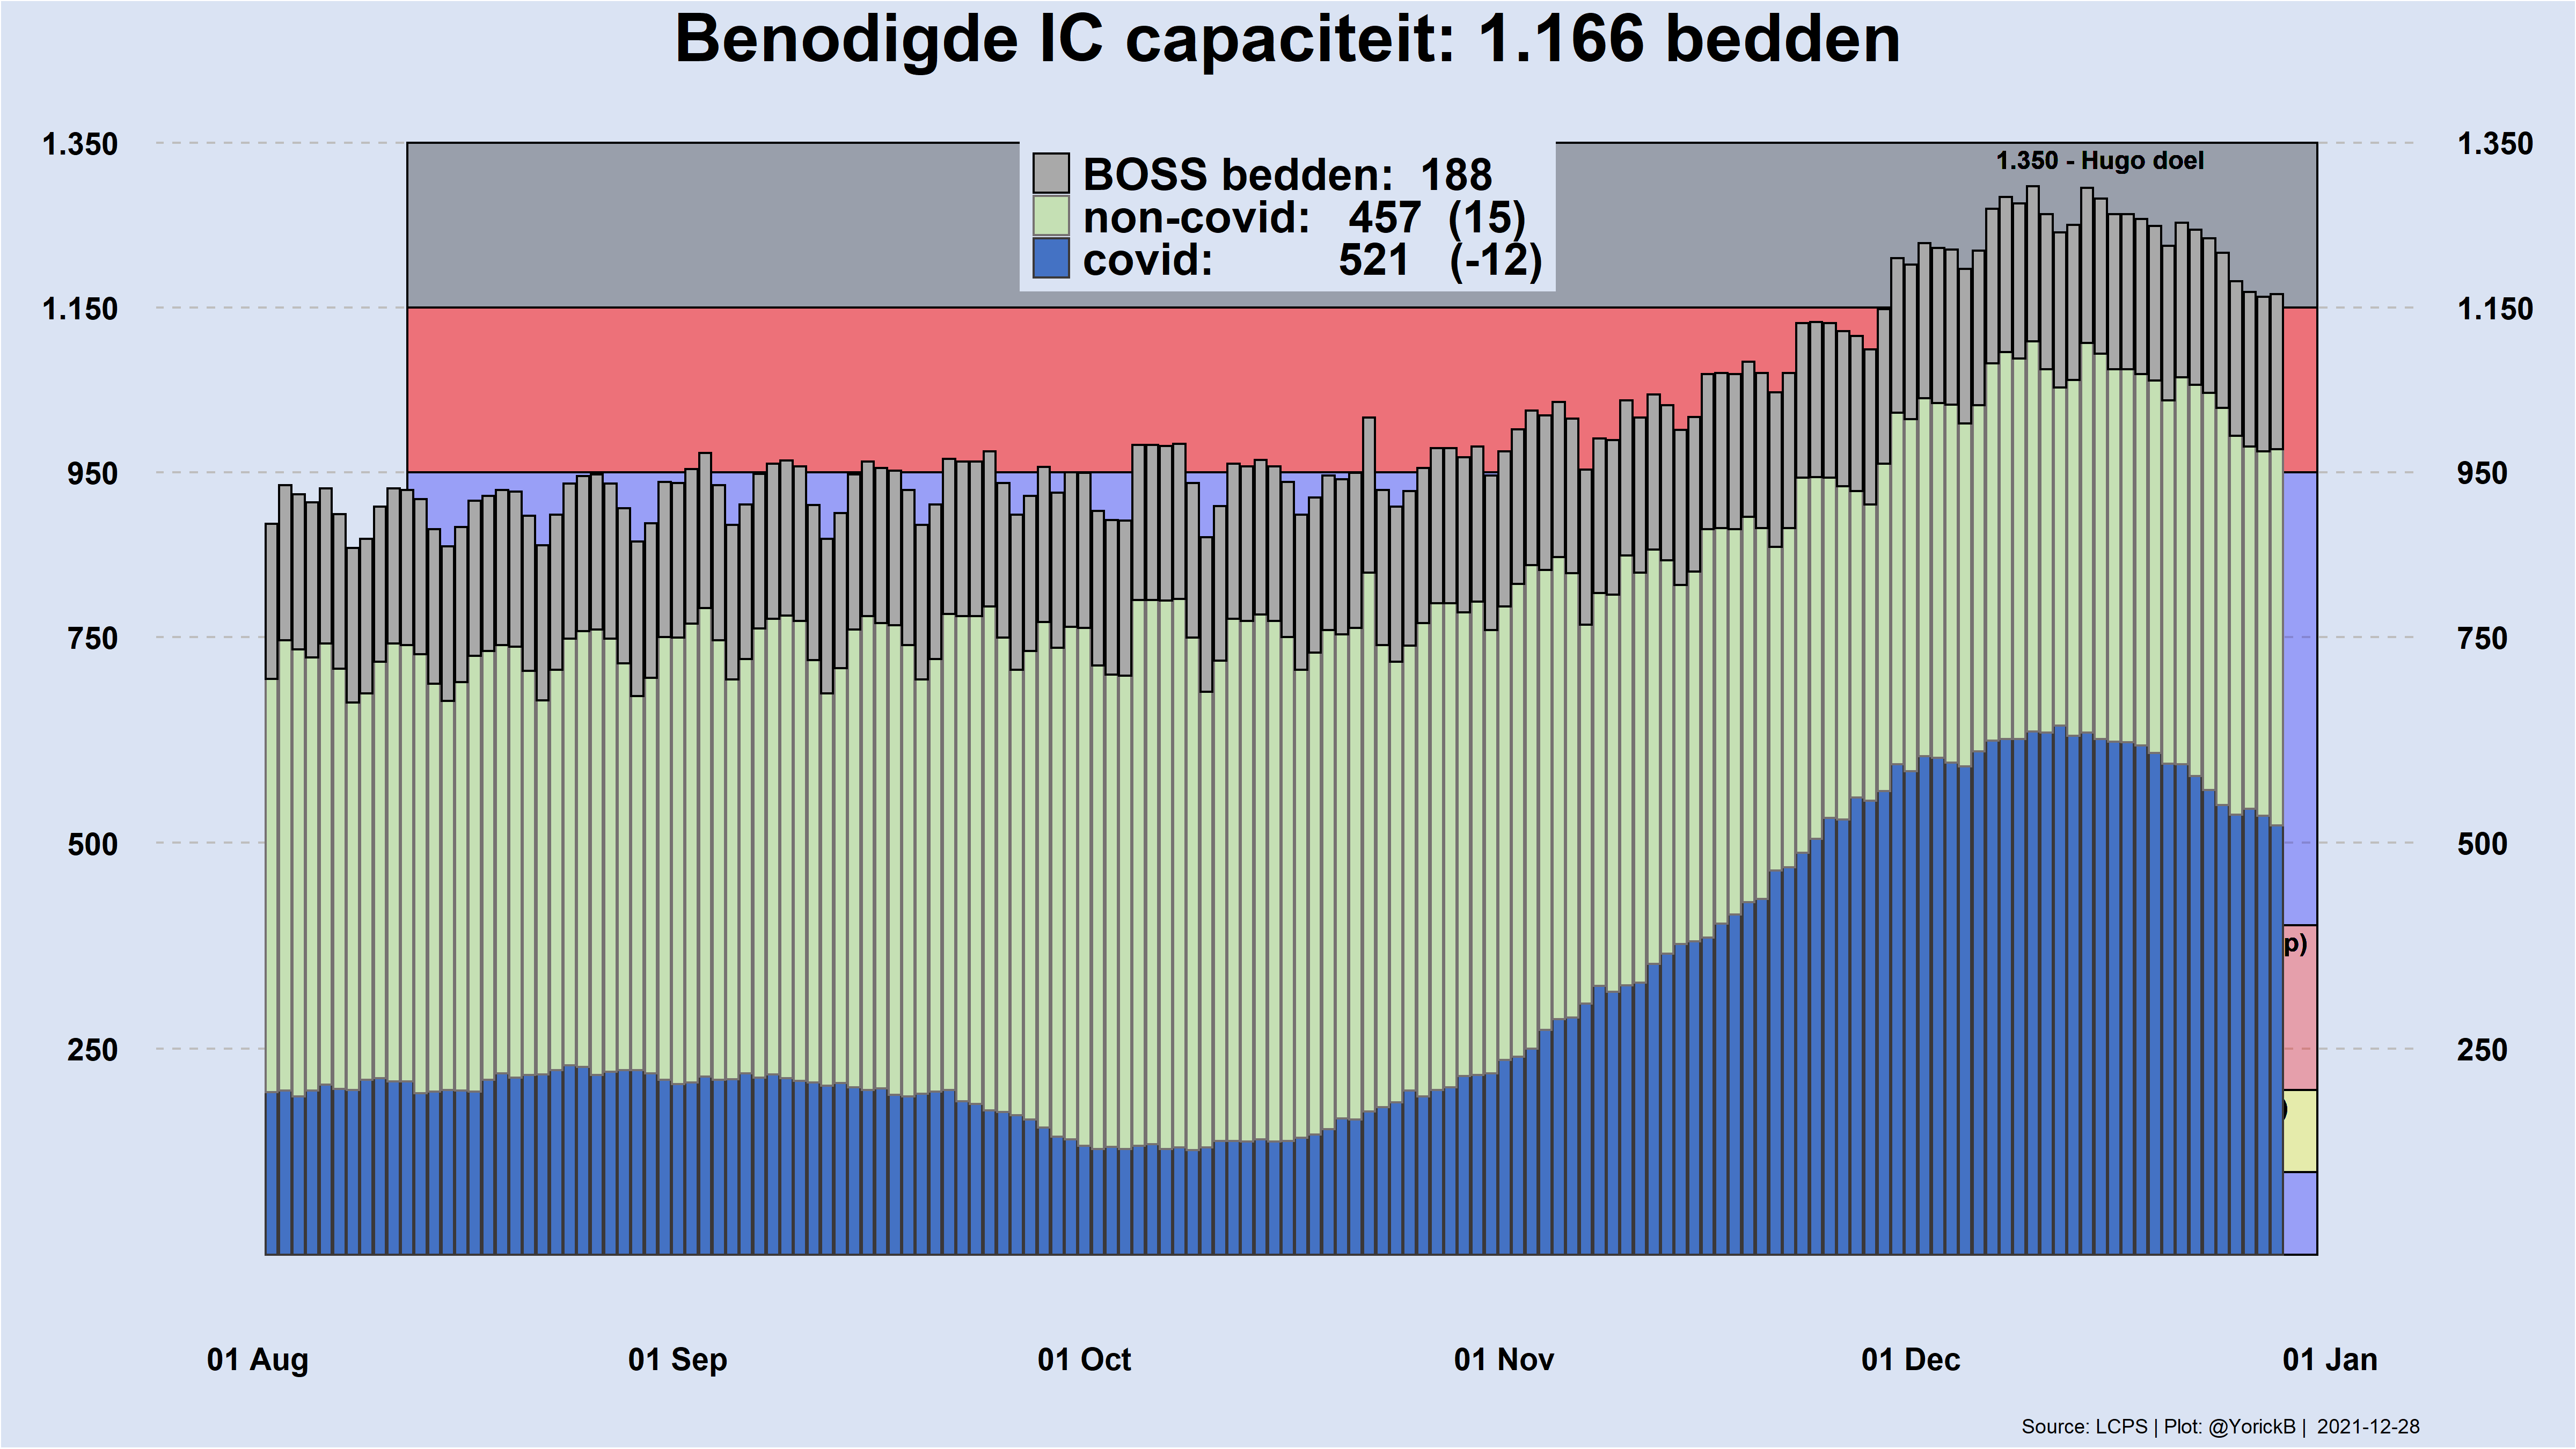 Benodigde IC capaciteit: 1.166 bedden
1.350
1.350
1.350 - Hugo doel
BOSS bedden: 188
non-covid: 457 (15)
covid: 521 (-12)
1.150
1.150
950
950
750
750
500
500
p)
250
250
)
01 Aug
01 Sep
01 Oct
01 Nov
01 Dec
01 Jan
Source: LCPS | Plot: @YorickB | 2021-12-28